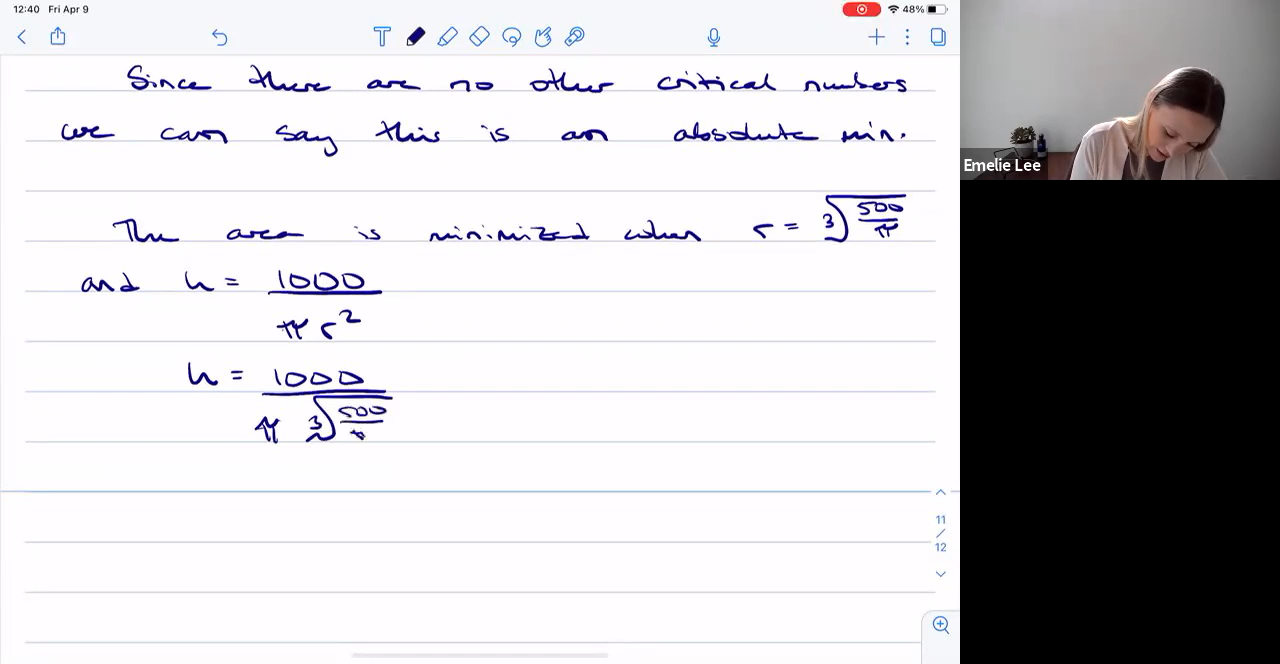 12:40 Fri Apr 9
48%
Since there are no other critical numbers
we can say this is an absolute min.
Emelie Lee
The area is minimized when r = ∛(500/π)
and h = 1000/(π r²)
h = 1000/(π ∛(500/π
11
/
12